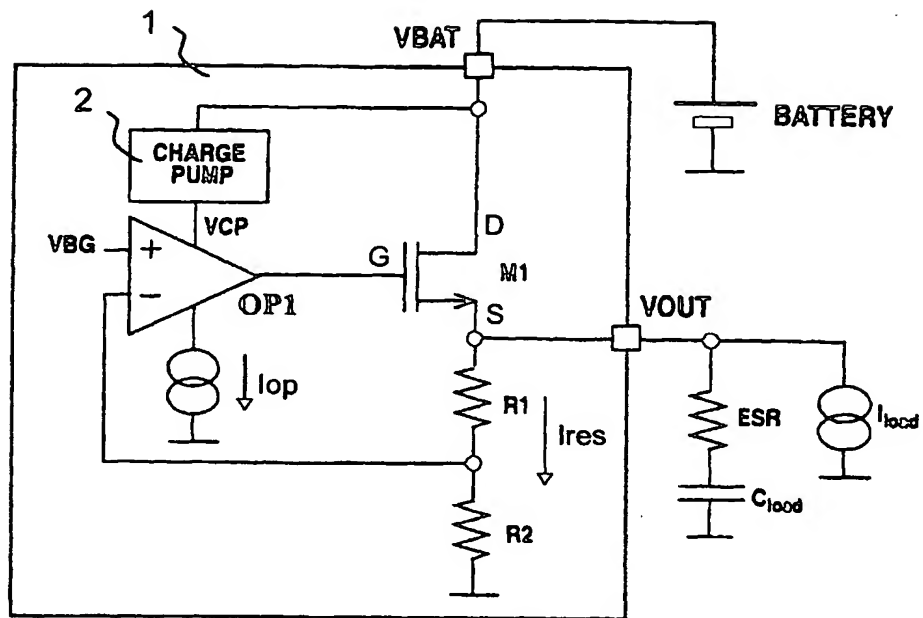 1
VBAT
2
BATTERY
CHARGE
PUMP
VCP
D
VBG
+
G
M1
−
OP1
S
VOUT
Iop
R1
Ires
ESR
Iload
Cload
R2